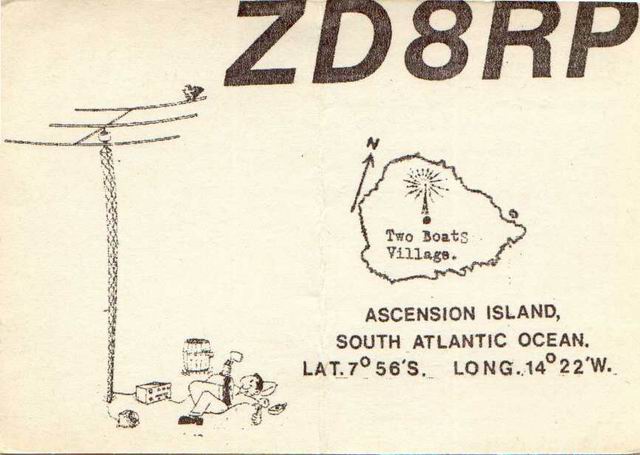 ZD8RP
N
Two Boats
Village.
ASCENSION ISLAND,
SOUTH ATLANTIC OCEAN.
LAT.7° 56'S. LONG.14° 22'W.